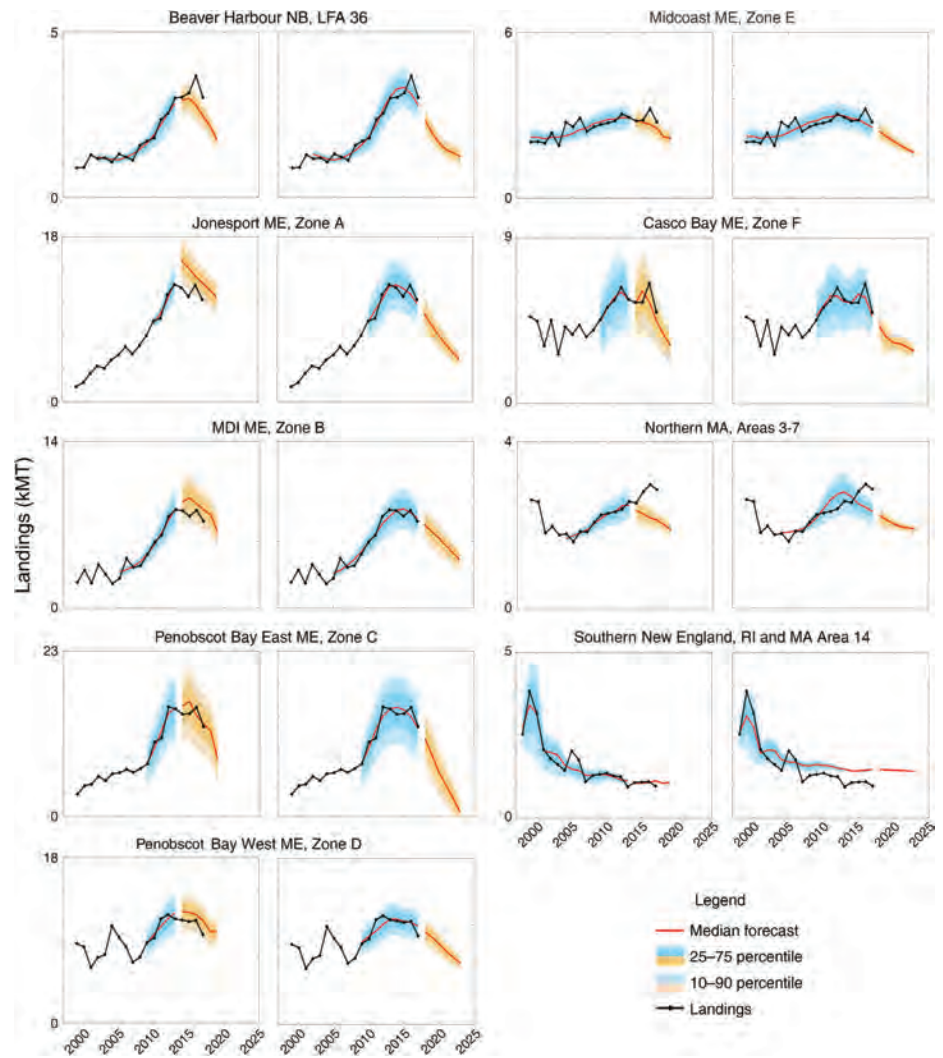 Beaver Harbour NB, LFA 36
Midcoast ME, Zone E
5
0
6
0
Jonesport ME, Zone A
Casco Bay ME, Zone F
18
0
9
0
MDI ME, Zone B
Northern MA, Areas 3-7
14
0
4
0
Landings (kMT)
Penobscot Bay East ME, Zone C
Southern New England, RI and MA Area 14
23
0
5
0
2000 2005 2010 2015 2020 2025 2000 2005 2010 2015 2020 2025
Penobscot Bay West ME, Zone D
18
0
2000 2005 2010 2015 2020 2025 2000 2005 2010 2015 2020 2025
Legend
Median forecast
25–75 percentile
10–90 percentile
Landings